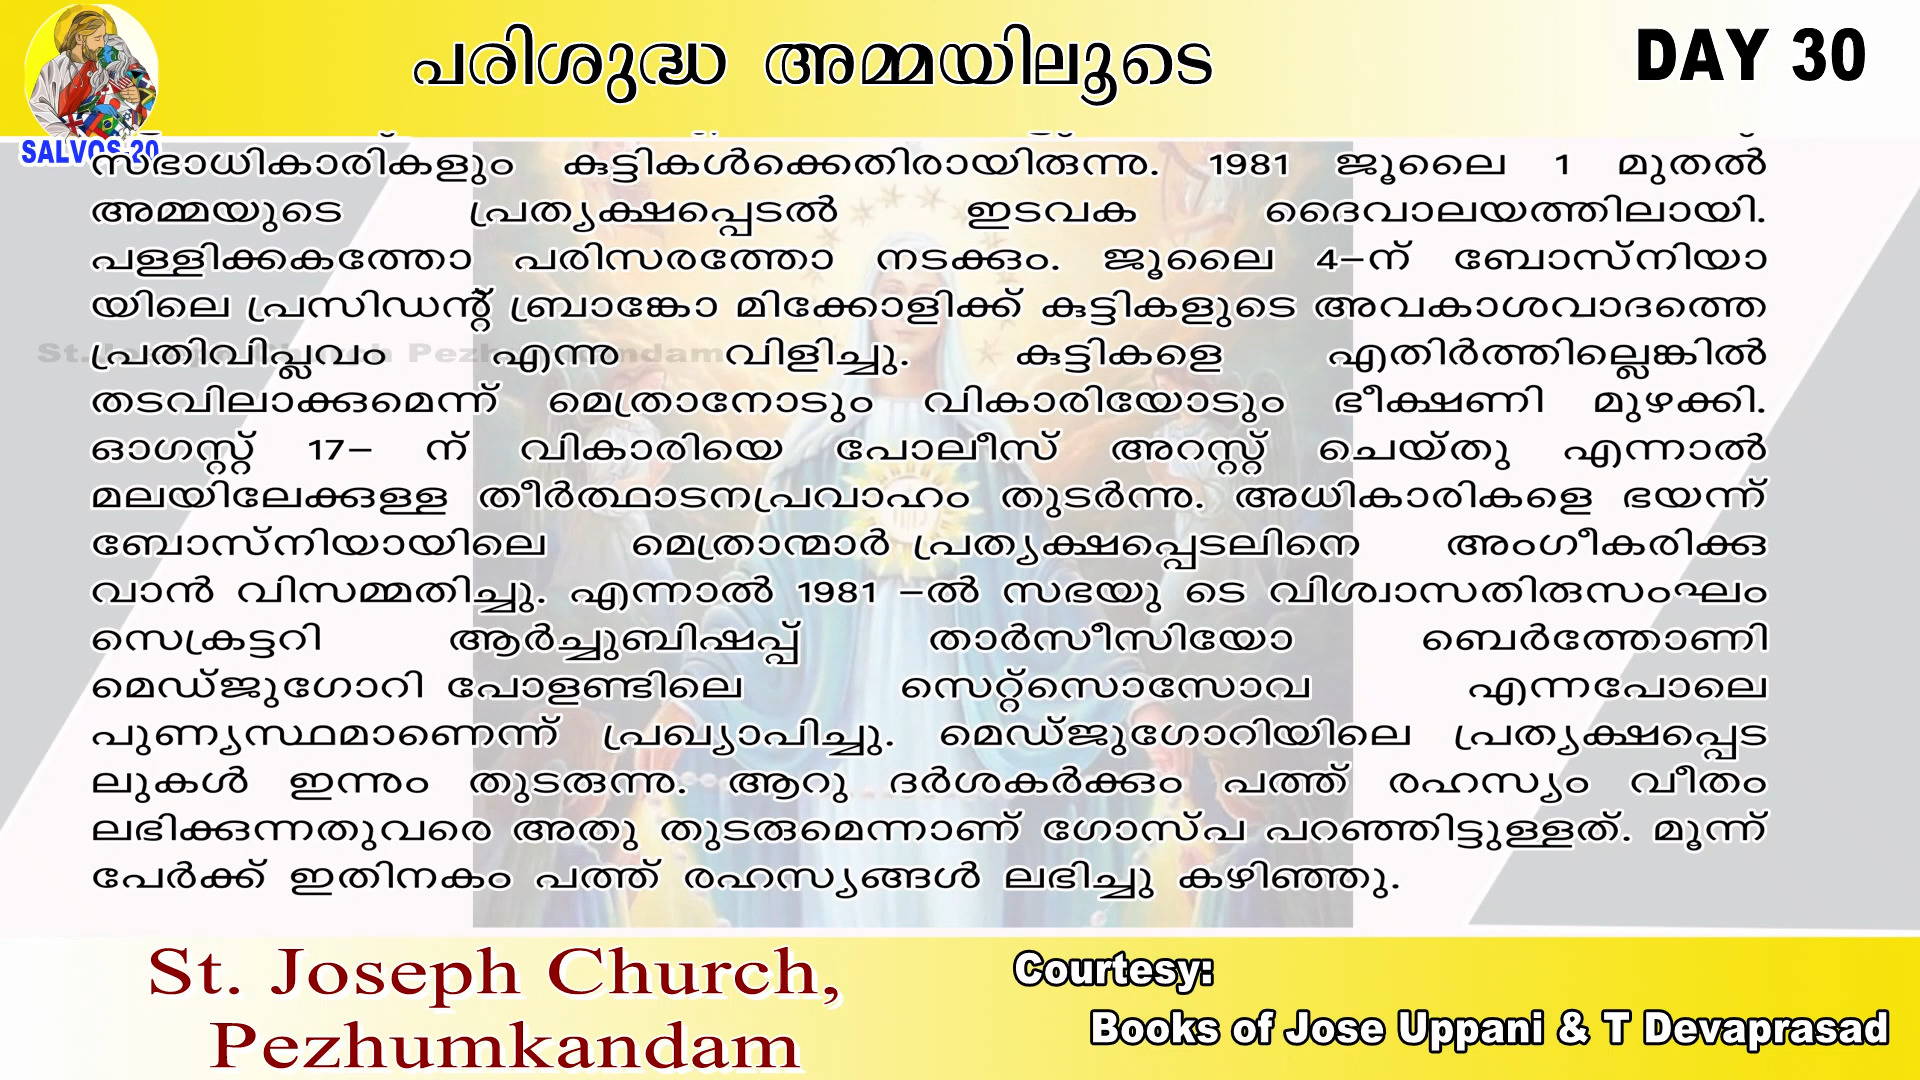 പരിശുദ്ധ അമ്മയിലൂടെ
DAY 30
SALVOS 20
സഭാധികാരികളും കുട്ടികൾക്കെതിരായിരുന്നു. 1981 ജൂലൈ 1 മുതൽ
അമ്മയുടെ പ്രത്യക്ഷപ്പെടൽ ഇടവക ദൈവാലയത്തിലായി.
പള്ളിക്കകത്തോ പരിസരത്തോ നടക്കും. ജൂലൈ 4-ന് ബോസ്നിയാ
യിലെ പ്രസിഡന്റ് ബ്രാങ്കോ മിക്കോളിക്ക് കുട്ടികളുടെ അവകാശവാദത്തെ
പ്രതിവിപ്ലവം എന്നു വിളിച്ചു. കുട്ടികളെ എതിർത്തില്ലെങ്കിൽ
St.Joseph Church Pezhumkandam
തടവിലാക്കുമെന്ന് മെത്രാനോടും വികാരിയോടും ഭീക്ഷണി മുഴക്കി.
ഓഗസ്റ്റ് 17- ന് വികാരിയെ പോലീസ് അറസ്റ്റ് ചെയ്തു എന്നാൽ
മലയിലേക്കുള്ള തീർത്ഥാടനപ്രവാഹം തുടർന്നു. അധികാരികളെ ഭയന്ന്
ബോസ്നിയായിലെ മെത്രാന്മാർ പ്രത്യക്ഷപ്പെടലിനെ അംഗീകരിക്കു
വാൻ വിസമ്മതിച്ചു. എന്നാൽ 1981 -ൽ സഭയു ടെ വിശ്വാസതിരുസംഘം
സെക്രട്ടറി ആർച്ചുബിഷപ്പ് താർസീസിയോ ബെർത്തോണി
മെഡ്ജുഗോറി പോളണ്ടിലെ സെറ്റ്സൊസോവ എന്നപോലെ
പുണ്യസ്ഥമാണെന്ന് പ്രഖ്യാപിച്ചു. മെഡ്ജുഗോറിയിലെ പ്രത്യക്ഷപ്പെട
ലുകൾ ഇന്നും തുടരുന്നു. ആറു ദർശകർക്കും പത്ത് രഹസ്യം വീതം
ലഭിക്കുന്നതുവരെ അതു തുടരുമെന്നാണ് ഗോസ്പ പറഞ്ഞിട്ടുള്ളത്. മൂന്ന്
പേർക്ക് ഇതിനകം പത്ത് രഹസ്യങ്ങൾ ലഭിച്ചു കഴിഞ്ഞു.
St. Joseph Church,
Pezhumkandam
Courtesy:
Books of Jose Uppani & T Devaprasad